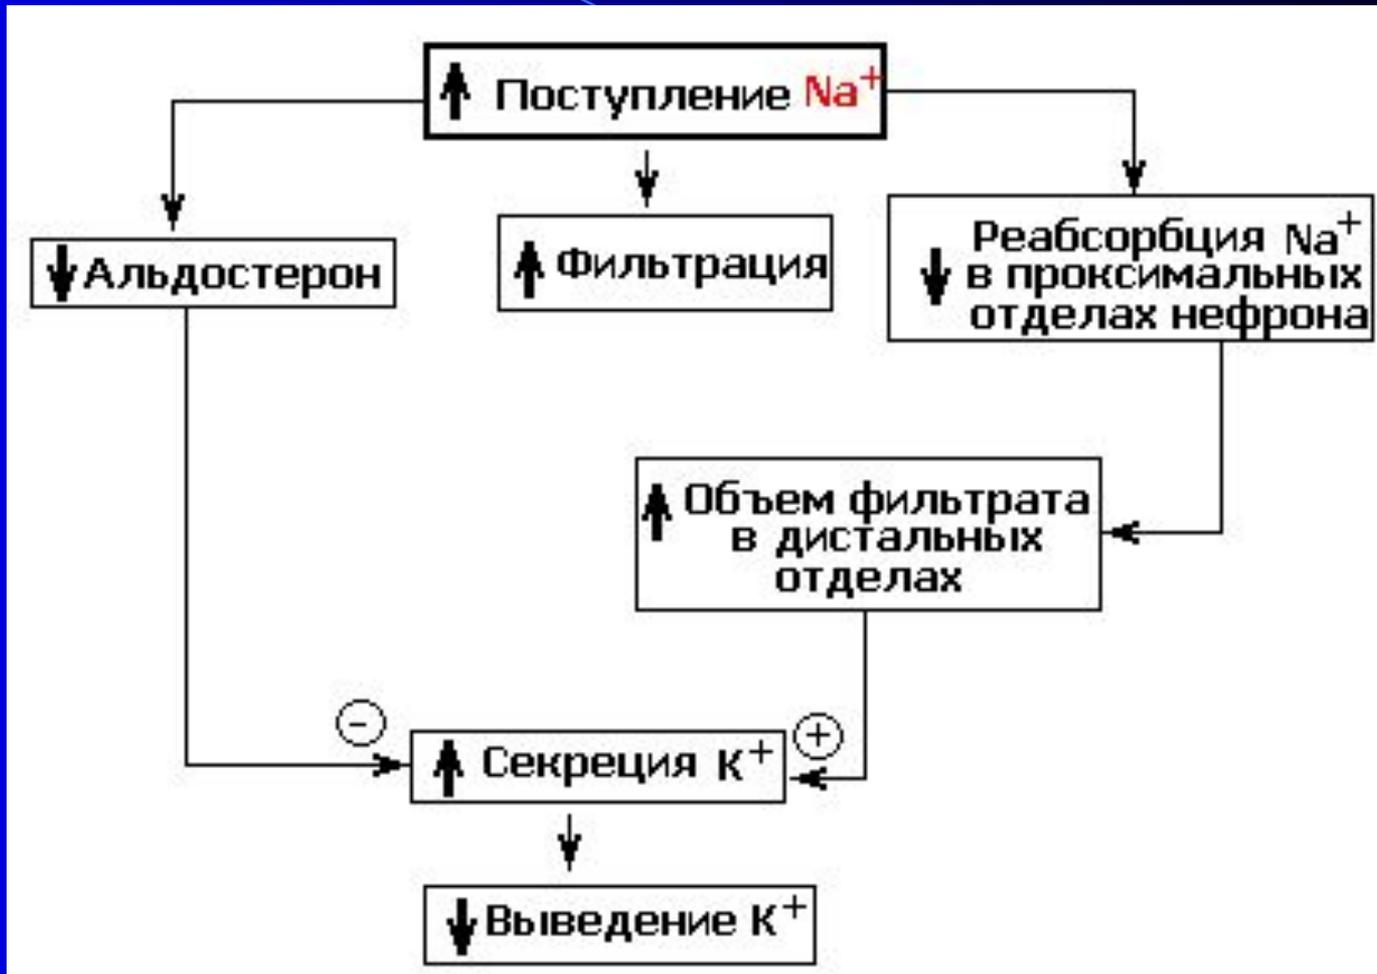 ↑ Поступление Na⁺
↓ Альдостерон
↑ Фильтрация
↓ Реабсорбция Na⁺
в проксимальных
отделах нефрона
↑ Объем фильтрата
в дистальных
отделах
(-)
(+)
↑ Секреция K⁺
↓ Выведение K⁺